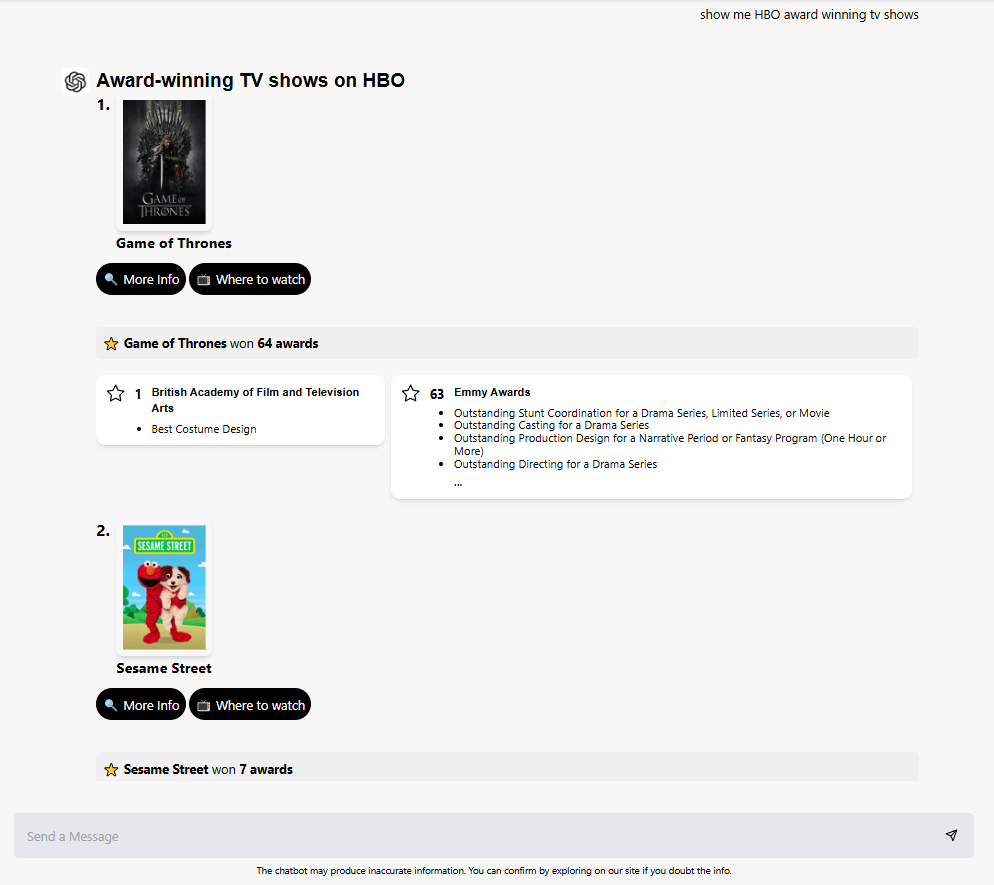 show me HBO award winning tv shows
Award-winning TV shows on HBO
1.
GAME OF
THRONES
Game of Thrones
More Info
Where to watch
Game of Thrones won 64 awards
1 British Academy of Film and Television
Arts
• Best Costume Design
63 Emmy Awards
• Outstanding Stunt Coordination for a Drama Series, Limited Series, or Movie
• Outstanding Casting for a Drama Series
• Outstanding Production Design for a Narrative Period or Fantasy Program (One Hour or
More)
• Outstanding Directing for a Drama Series
...
2.
SESAME STREET
Sesame Street
More Info
Where to watch
Sesame Street won 7 awards
Send a Message
The chatbot may produce inaccurate information. You can confirm by exploring on our site if you doubt the info.